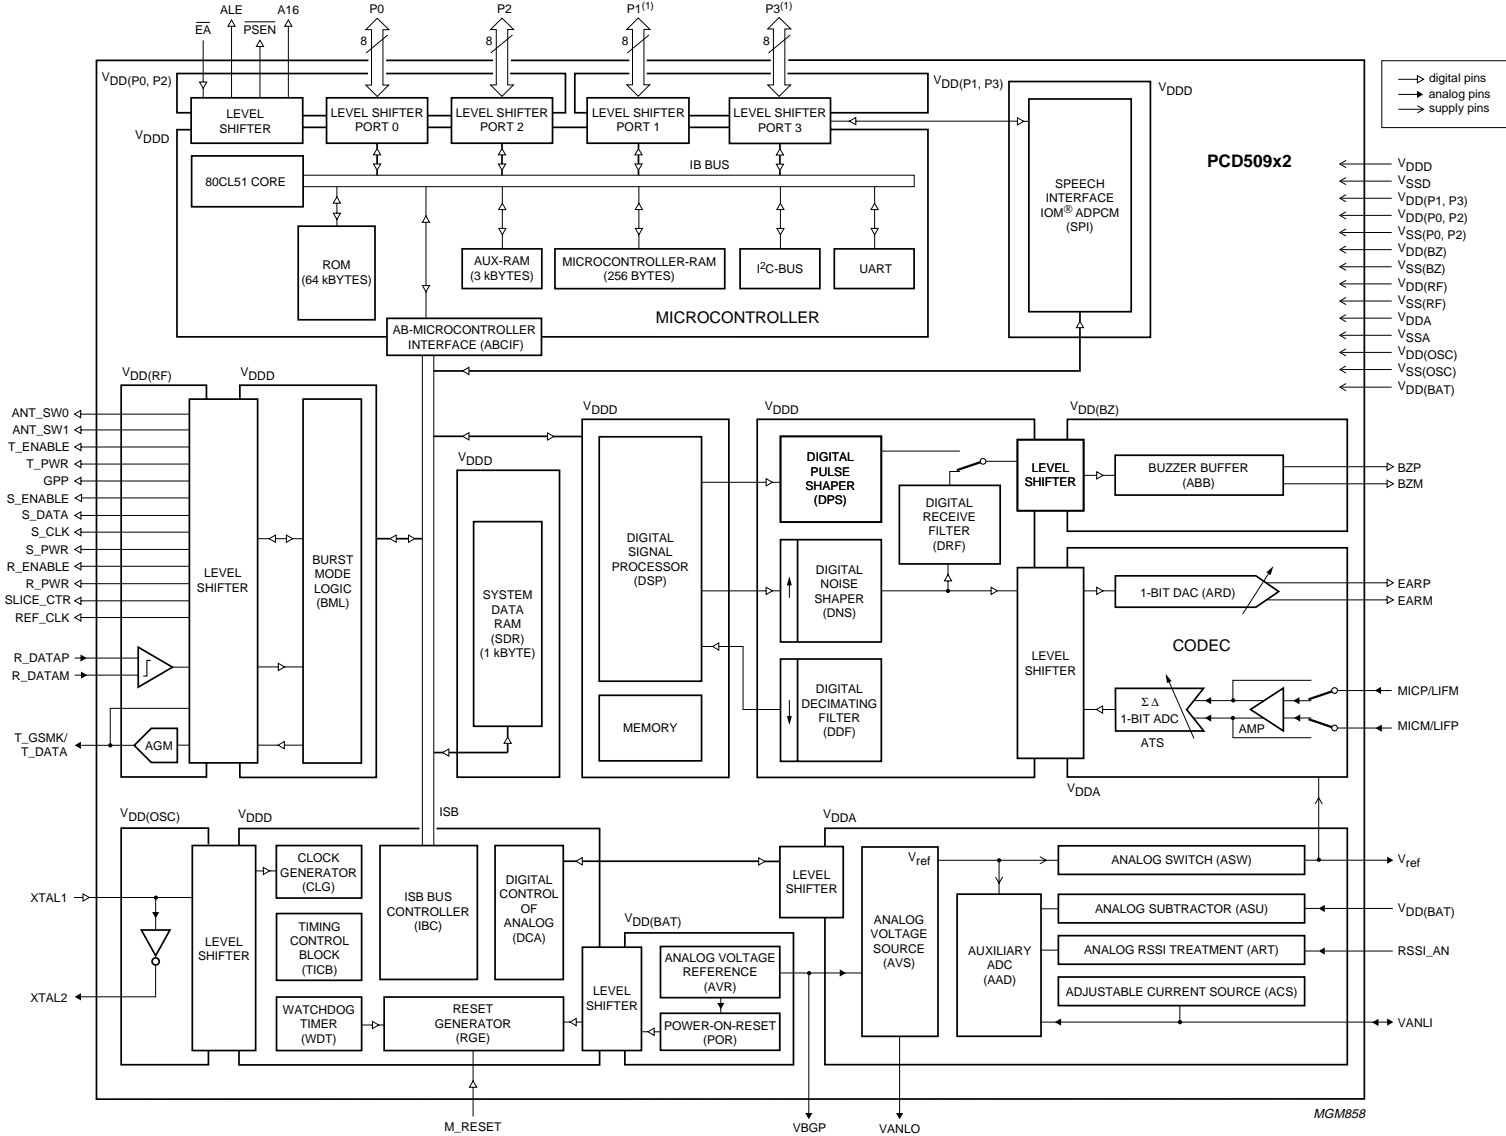 EA
ALE
PSEN
A16
P0
P2
P1(1)
P3(1)
8
8
8
8
VDD(P0, P2)
VDD(P1, P3)
VDDD
VDDD
LEVEL
SHIFTER
LEVEL SHIFTER
PORT 0
LEVEL SHIFTER
PORT 2
LEVEL SHIFTER
PORT 1
LEVEL SHIFTER
PORT 3
digital pins
analog pins
supply pins
80CL51 CORE
IB BUS
ROM
(64 kBYTES)
AUX-RAM
(3 kBYTES)
MICROCONTROLLER-RAM
(256 BYTES)
I2C-BUS
UART
MICROCONTROLLER
AB-MICROCONTROLLER
INTERFACE (ABCIF)
SPEECH
INTERFACE
IOM® ADPCM
(SPI)
PCD509x2
VDDD
VSSD
VDD(P1, P3)
VDD(P0, P2)
VSS(P0, P2)
VDD(BZ)
VSS(BZ)
VDD(RF)
VSS(RF)
VDDA
VSSA
VDD(OSC)
VSS(OSC)
VDD(BAT)
VDD(RF)
VDDD
ANT_SW0
ANT_SW1
T_ENABLE
T_PWR
GPP
S_ENABLE
S_DATA
S_CLK
S_PWR
R_ENABLE
R_PWR
SLICE_CTR
REF_CLK
R_DATAP
R_DATAM
T_GSMK/
T_DATA
AGM
LEVEL
SHIFTER
BURST
MODE
LOGIC
(BML)
VDDD
SYSTEM
DATA
RAM
(SDR)
(1 kBYTE)
VDDD
DIGITAL
SIGNAL
PROCESSOR
(DSP)
MEMORY
VDDD
DIGITAL
PULSE
SHAPER
(DPS)
DIGITAL
RECEIVE
FILTER
(DRF)
DIGITAL
NOISE
SHAPER
(DNS)
DIGITAL
DECIMATING
FILTER
(DDF)
LEVEL
SHIFTER
VDD(BZ)
BUZZER BUFFER
(ABB)
BZP
BZM
LEVEL
SHIFTER
1-BIT DAC (ARD)
EARP
EARM
CODEC
Σ Δ
1-BIT ADC
ATS
AMP
MICP/LIFM
MICM/LIFP
VDDA
ISB
VDD(OSC)
VDDD
XTAL1
XTAL2
LEVEL
SHIFTER
CLOCK
GENERATOR
(CLG)
TIMING
CONTROL
BLOCK
(TICB)
WATCHDOG
TIMER
(WDT)
ISB BUS
CONTROLLER
(IBC)
RESET
GENERATOR
(RGE)
DIGITAL
CONTROL
OF
ANALOG
(DCA)
LEVEL
SHIFTER
VDD(BAT)
ANALOG VOLTAGE
REFERENCE
(AVR)
POWER-ON-RESET
(POR)
LEVEL
SHIFTER
VDDA
Vref
ANALOG
VOLTAGE
SOURCE
(AVS)
AUXILIARY
ADC
(AAD)
ANALOG SWITCH (ASW)
ANALOG SUBTRACTOR (ASU)
ANALOG RSSI TREATMENT (ART)
ADJUSTABLE CURRENT SOURCE (ACS)
Vref
VDD(BAT)
RSSI_AN
VANLI
M_RESET
VBGP
VANLO
MGM858